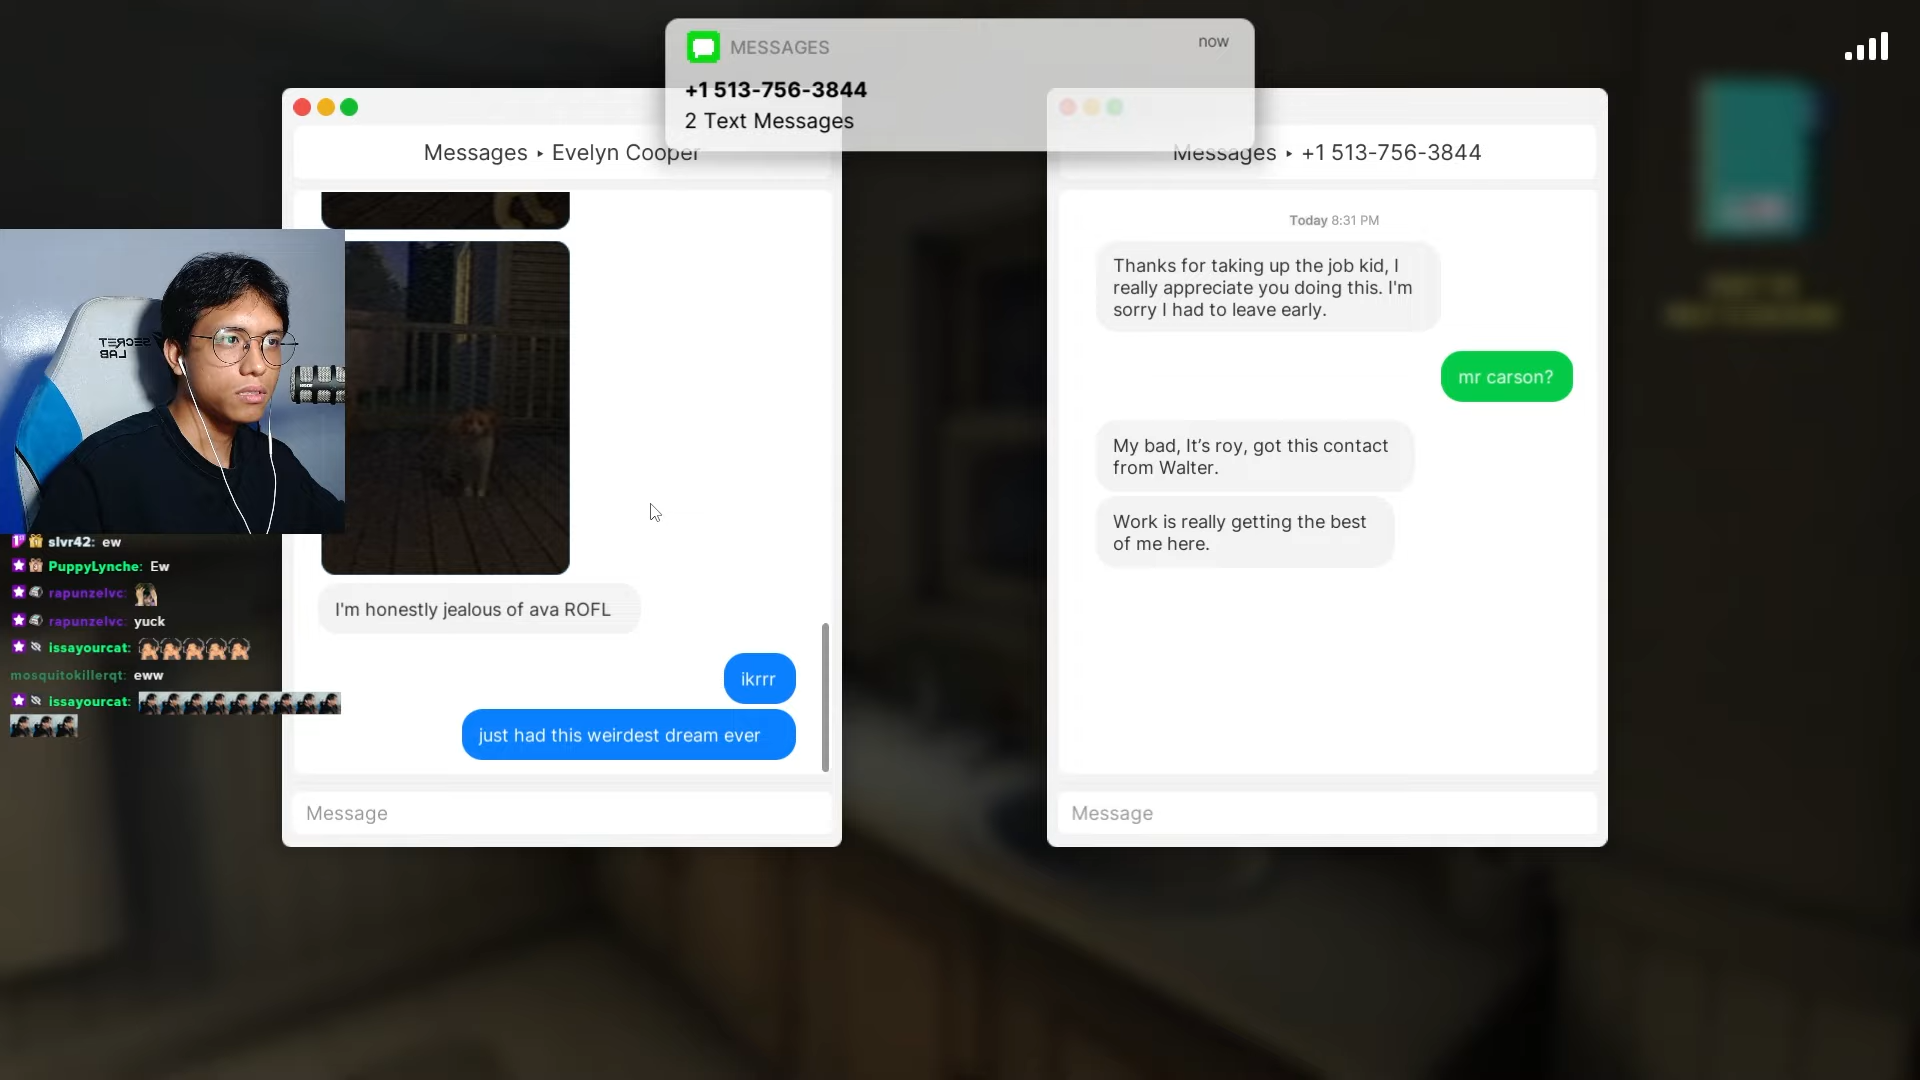 MESSAGES
now
+1 513-756-3844
2 Text Messages
Messages ‣ Evelyn Cooper
I'm honestly jealous of ava ROFL
ikrrr
just had this weirdest dream ever
Message
Messages ‣ +1 513-756-3844
Today 8:31 PM
Thanks for taking up the job kid, I
really appreciate you doing this. I'm
sorry I had to leave early.
mr carson?
My bad, It’s roy, got this contact
from Walter.
Work is really getting the best
of me here.
Message
SECRET
LAB
slvr42: ew
PuppyLynche: Ew
rapunzelvc:
rapunzelvc: yuck
issayourcat:
mosquitokillerqt: eww
issayourcat: